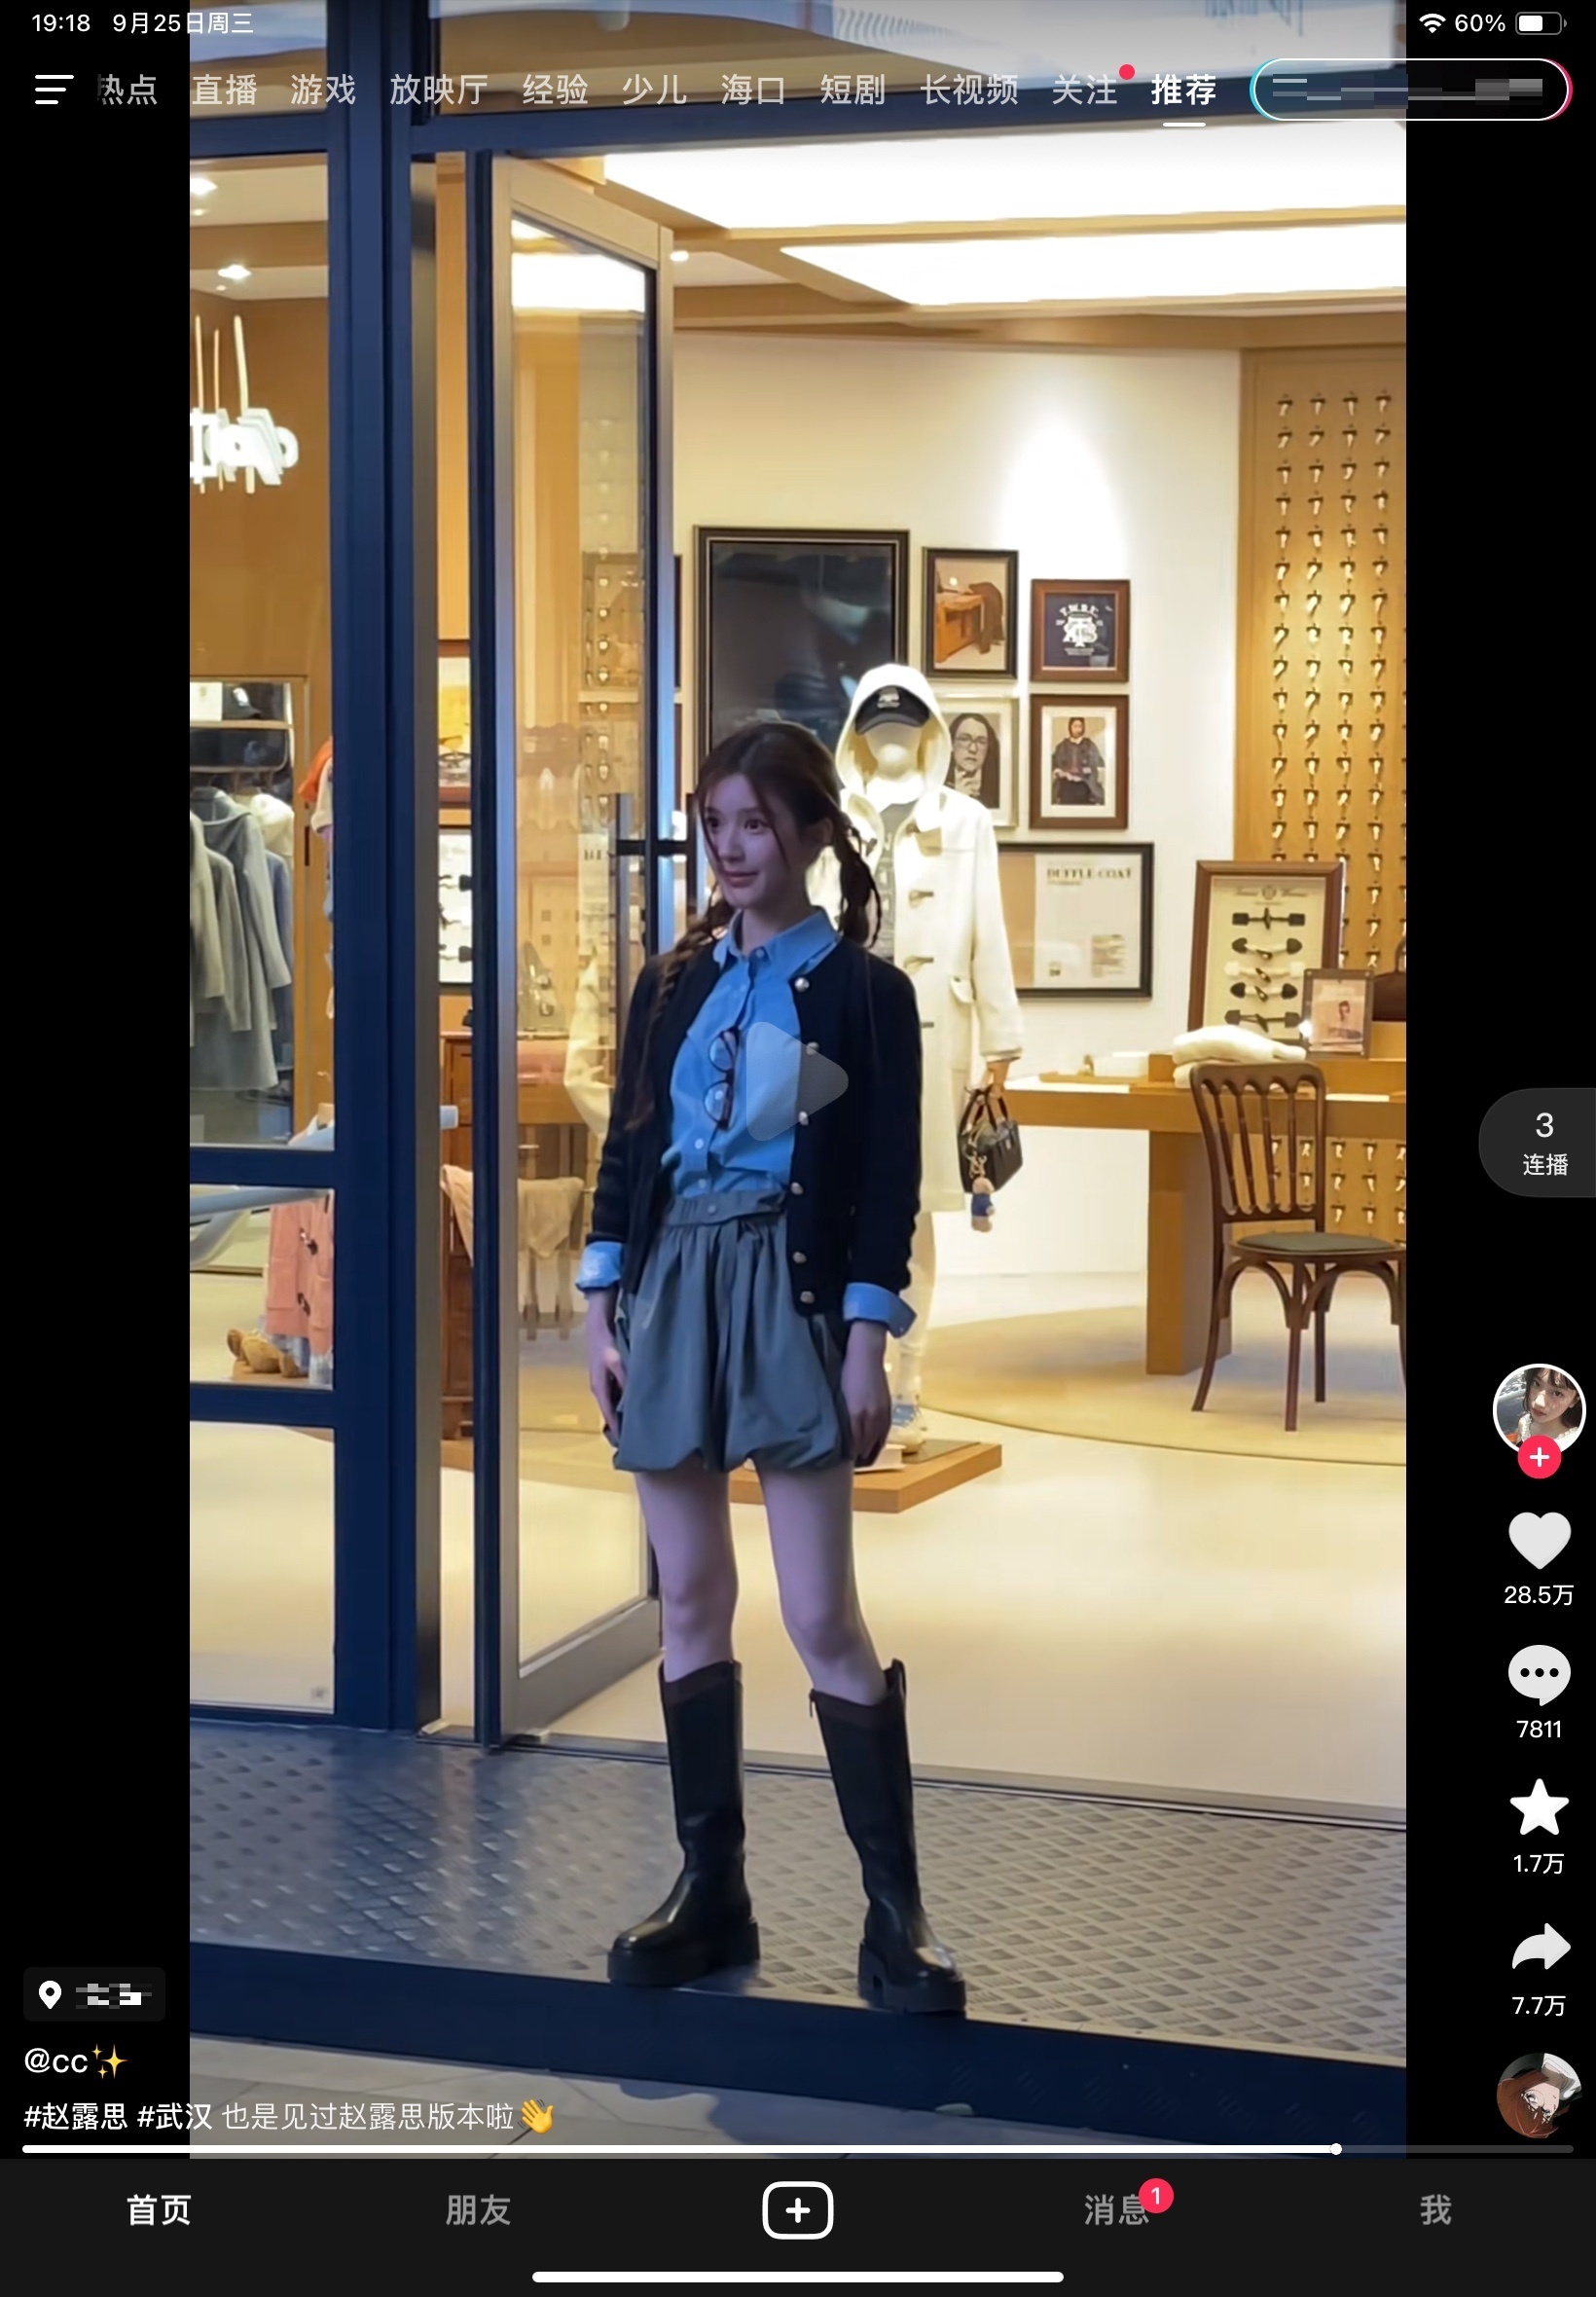 19:18 9月25日周三
60%
热点 直播 游戏 放映厅 经验 少儿 海口 短剧 长视频 关注 推荐
DUFFLE COAT
3
连播
28.5万
7811
1.7万
7.7万
@cc✨
#赵露思 #武汉 也是见过赵露思版本啦👋
首页 朋友 消息 1 我